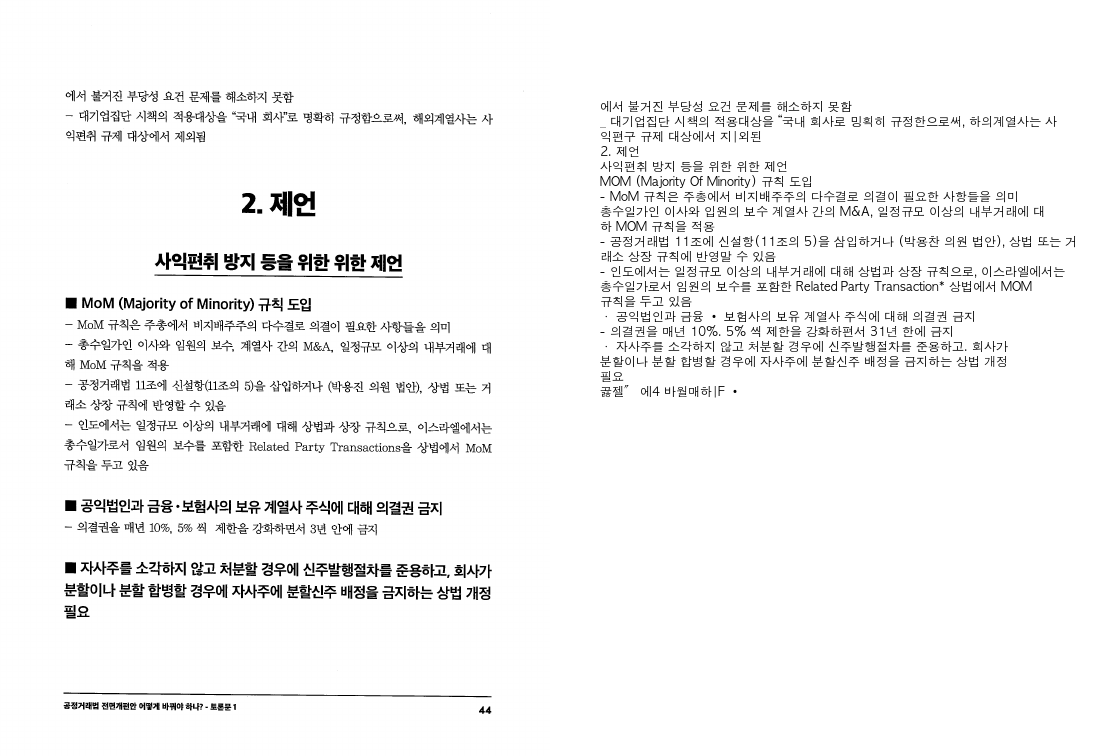 에서 불거진 부당성 요건 문제를 해소하지 못함
- 대기업집단 시책의 적용대상을 “국내 회사”로 명확히 규정함으로써, 해외계열사는 사
익편취 규제 대상에서 제외됨
2. 제언
사익편취 방지 등을 위한 위한 제언
■ MoM (Majority of Minority) 규칙 도입
- MoM 규칙은 주총에서 비지배주주의 다수결로 의결이 필요한 사항들을 의미
- 총수일가인 이사와 임원의 보수, 계열사 간의 M&A, 일정규모 이상의 내부거래에 대
해 MoM 규칙을 적용
- 공정거래법 11조에 신설항(11조의 5)을 삽입하거나 (박용진 의원 법안), 상법 또는 거
래소 상장 규칙에 반영할 수 있음
- 인도에서는 일정규모 이상의 내부거래에 대해 상법과 상장 규칙으로, 이스라엘에서는
총수일가로서 임원의 보수를 포함한 Related Party Transactions을 상법에서 MoM
규칙을 두고 있음
■ 공익법인과 금융·보험사의 보유 계열사 주식에 대해 의결권 금지
- 의결권을 매년 10%, 5% 씩 제한을 강화하면서 3년 안에 금지
■ 자사주를 소각하지 않고 처분할 경우에 신주발행절차를 준용하고, 회사가
분할이나 분할 합병할 경우에 자사주에 분할신주 배정을 금지하는 상법 개정
필요
공정거래법 전면개편안 어떻게 바꿔야 하나? - 토론문 1
44
에서 불거진 부당성 요건 문제를 해소하지 못함
_ 대기업집단 시책의 적용대상을 “국내 회사로 밍획히 규정한으로써, 하의계열사는 사
익편구 규제 대상에서 지|외된
2. 제언
사익편취 방지 등을 위한 위한 제언
MOM (Majority Of Minority) 규칙 도입
- MoM 규칙은 주총에서 비지배주주의 다수결로 의결이 필요한 사항들을 의미
총수일가인 이사와 입원의 보수 계열사 간의 M&A, 일정규모 이상의 내부거래에 대
하 MOM 규칙을 적용
- 공정거래법 11조에 신설항(11조의 5)을 삼입하거나 (박용찬 의원 법안), 상법 또는 거
래소 상장 규칙에 반영말 수 있음
- 인도에서는 일정규모 이상의 내부거래에 대해 상법과 상장 규칙으로, 이스라엘에서는
총수일가로서 임원의 보수를 포함한 Related Party Transaction* 상법에서 MOM
규칙을 두고 있음
· 공익법인과 금융 • 보험사의 보유 계열사 주식에 대해 의결권 금지
- 의결권을 매년 10%. 5% 씩 제한을 강화하면서 31년 한에 금지
· 자사주를 소각하지 않고 처분할 경우에 신주발행절차를 준용하고. 회사가
분할이나 분할 합병할 경우에 자사주에 분할신주 배정을 금지하는 상법 개정
필요
꿇젤〞 에4 바월매하|F •